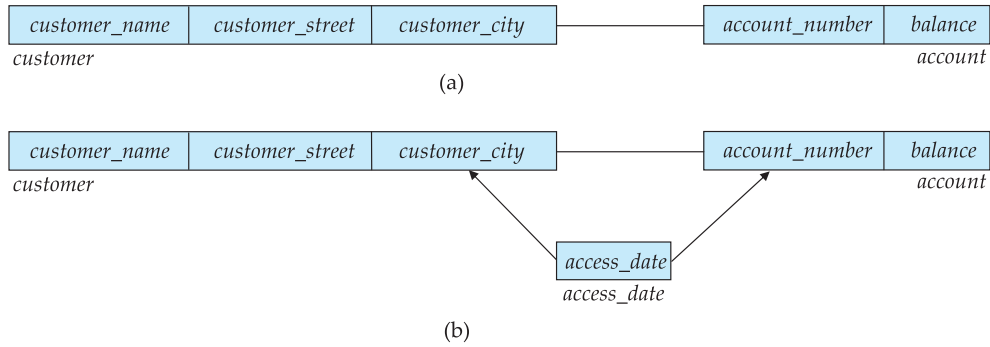 customer_name customer_street customer_city account_number balance
customer account
(a)
customer_name customer_street customer_city account_number balance
customer account
access_date
access_date
(b)